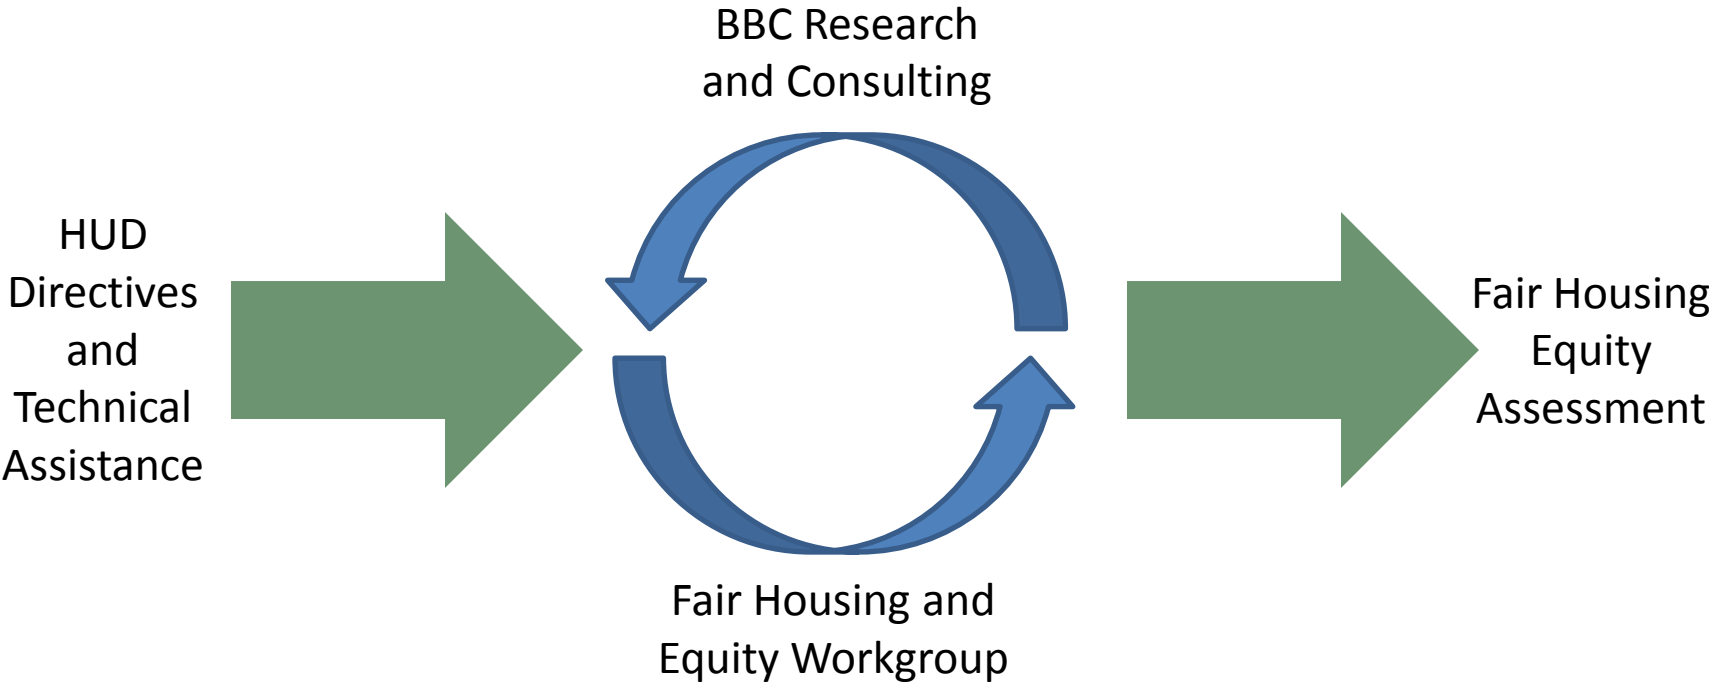 BBC Research
and Consulting
HUD
Directives
and
Technical
Assistance
Fair Housing
Equity
Assessment
Fair Housing and
Equity Workgroup